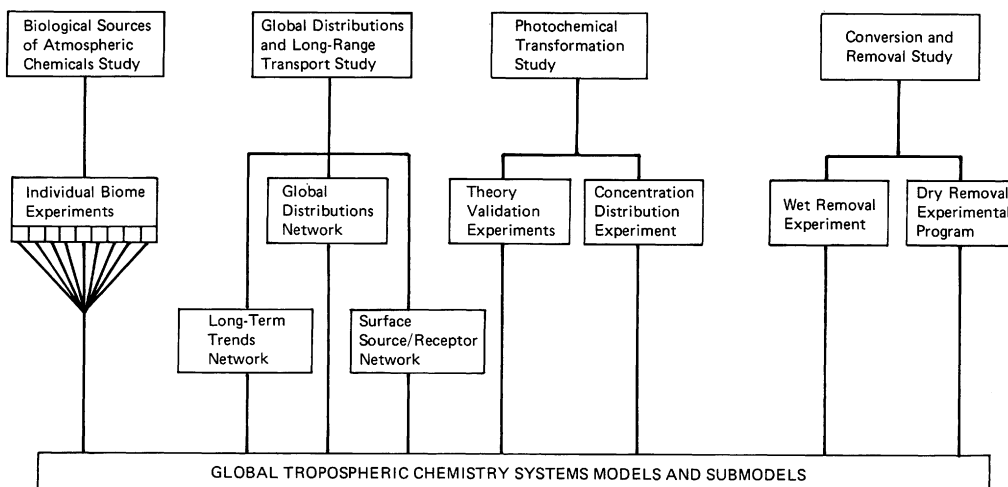 Biological Sources
of Atmospheric
Chemicals Study
Global Distributions
and Long-Range
Transport Study
Photochemical
Transformation
Study
Conversion and
Removal Study
Individual Biome
Experiments
Global
Distributions
Network
Theory
Validation
Experiments
Concentration
Distribution
Experiment
Wet Removal
Experiment
Dry Removal
Experimental
Program
Long-Term
Trends
Network
Surface
Source/Receptor
Network
GLOBAL TROPOSPHERIC CHEMISTRY SYSTEMS MODELS AND SUBMODELS